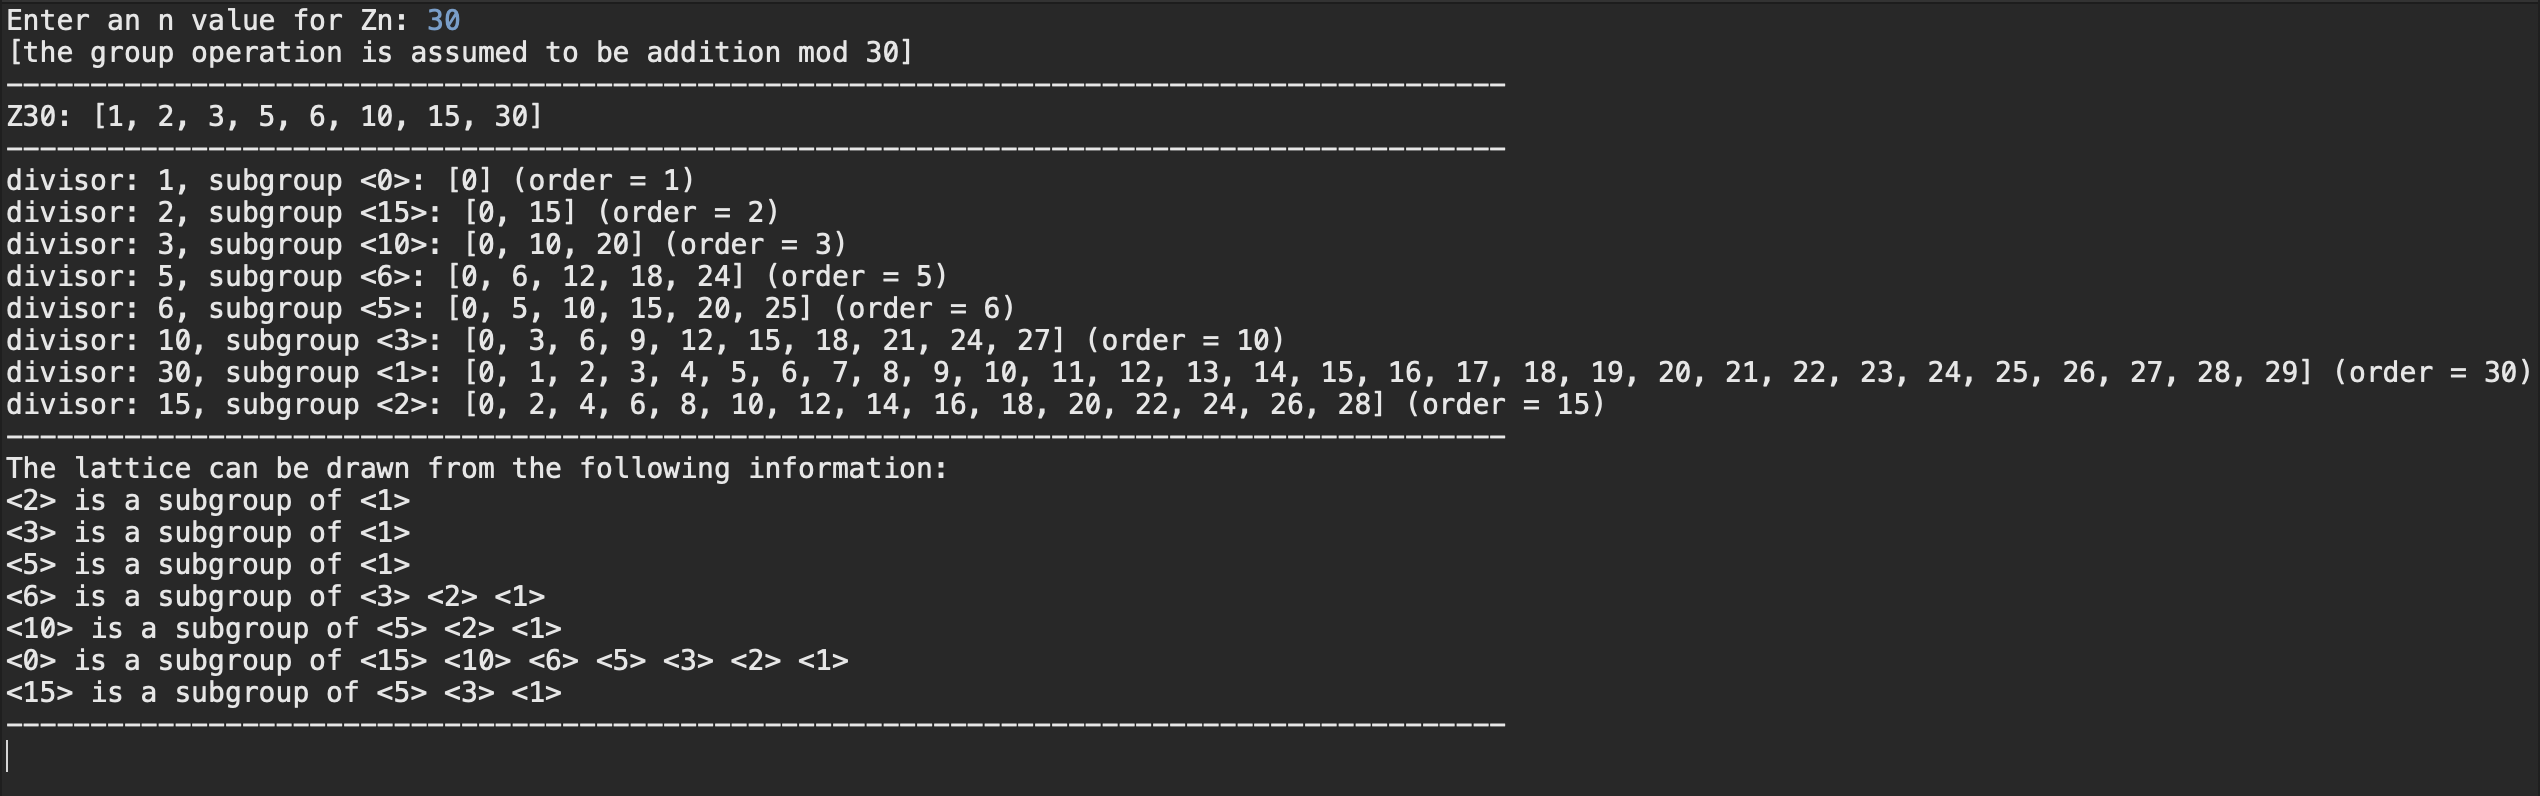 Enter an n value for Zn: 30
[the group operation is assumed to be addition mod 30]
-----------------------------------------------------------------------------------------
Z30: [1, 2, 3, 5, 6, 10, 15, 30]
-----------------------------------------------------------------------------------------
divisor: 1, subgroup <0>: [0] (order = 1)
divisor: 2, subgroup <15>: [0, 15] (order = 2)
divisor: 3, subgroup <10>: [0, 10, 20] (order = 3)
divisor: 5, subgroup <6>: [0, 6, 12, 18, 24] (order = 5)
divisor: 6, subgroup <5>: [0, 5, 10, 15, 20, 25] (order = 6)
divisor: 10, subgroup <3>: [0, 3, 6, 9, 12, 15, 18, 21, 24, 27] (order = 10)
divisor: 30, subgroup <1>: [0, 1, 2, 3, 4, 5, 6, 7, 8, 9, 10, 11, 12, 13, 14, 15, 16, 17, 18, 19, 20, 21, 22, 23, 24, 25, 26, 27, 28, 29] (order = 30)
divisor: 15, subgroup <2>: [0, 2, 4, 6, 8, 10, 12, 14, 16, 18, 20, 22, 24, 26, 28] (order = 15)
-----------------------------------------------------------------------------------------
The lattice can be drawn from the following information:
<2> is a subgroup of <1>
<3> is a subgroup of <1>
<5> is a subgroup of <1>
<6> is a subgroup of <3> <2> <1>
<10> is a subgroup of <5> <2> <1>
<0> is a subgroup of <15> <10> <6> <5> <3> <2> <1>
<15> is a subgroup of <5> <3> <1>
-----------------------------------------------------------------------------------------